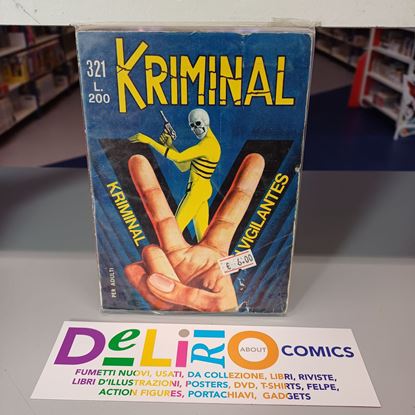 321
L.
200
KRIMINAL
KRIMINAL
VIGILANTES
PER ADULTI
€ 6.00
DeLiRiO
ABOUT
COMICS
FUMETTI NUOVI, USATI, DA COLLEZIONE, LIBRI, RIVISTE,
LIBRI D'ILLUSTRAZIONI, POSTERS, DVD, T-SHIRTS, FELPE,
ACTION FIGURES, PORTACHIAVI, GADGETS